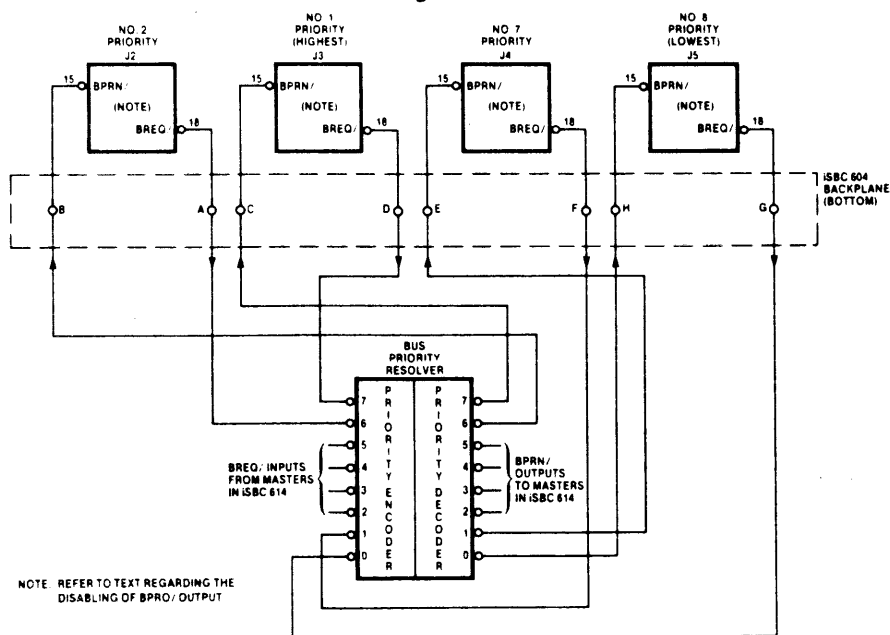 NO. 2
PRIORITY
J2
NO. 1
PRIORITY
(HIGHEST)
J3
NO. 7
PRIORITY
J4
NO. 8
PRIORITY
(LOWEST)
J5
15
BPRN/
(NOTE)
BREQ/
18
15
BPRN/
(NOTE)
BREQ/
18
15
BPRN/
(NOTE)
BREQ/
18
15
BPRN/
(NOTE)
BREQ/
18
iSBC 604
BACKPLANE
(BOTTOM)
B
A
C
D
E
F
H
G
BUS
PRIORITY
RESOLVER
PRIORITY ENCODER
PRIORITY DECODER
7
6
5
4
3
2
1
0
7
6
5
4
3
2
1
0
BREQ/ INPUTS
FROM MASTERS
IN iSBC 614
BPRN/
OUTPUTS
TO MASTERS
IN iSBC 614
NOTE. REFER TO TEXT REGARDING THE
DISABLING OF BPRO/ OUTPUT